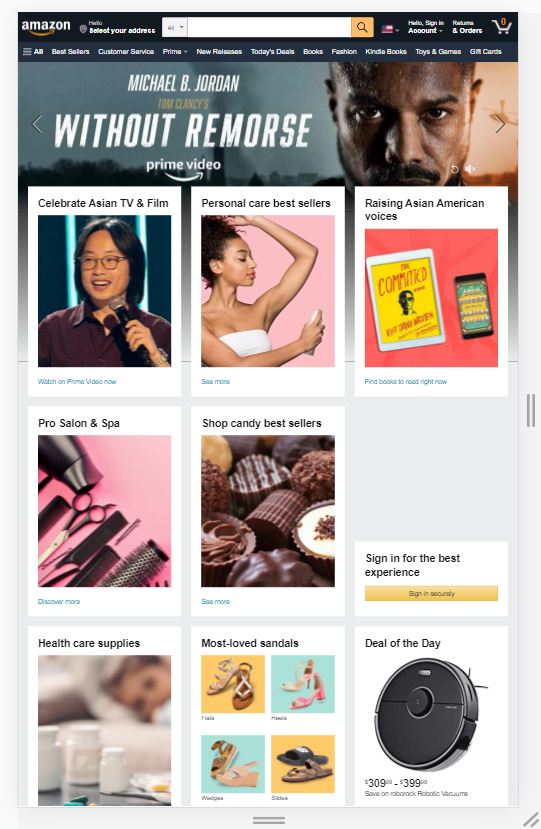 amazon
Hello
Select your address
All
Hello, Sign in
Account
Returns
& Orders
0
All
Best Sellers
Customer Service
Prime
New Releases
Today's Deals
Books
Fashion
Kindle Books
Toys & Games
Gift Cards
MICHAEL B. JORDAN
TOM CLANCY'S
WITHOUT REMORSE
prime video
Celebrate Asian TV & Film
Personal care best sellers
Raising Asian American
voices
THE
COMMITTED
VIET THANH NGUYEN
Watch on Prime Video now
See more
Find books to read right now
Pro Salon & Spa
Shop candy best sellers
Sign in for the best
experience
Sign in securely
Discover more
See more
Health care supplies
Most-loved sandals
Deal of the Day
Flats
Heels
Wedges
Slides
$30999 - $39999
Save on roborock Robotic Vacuums